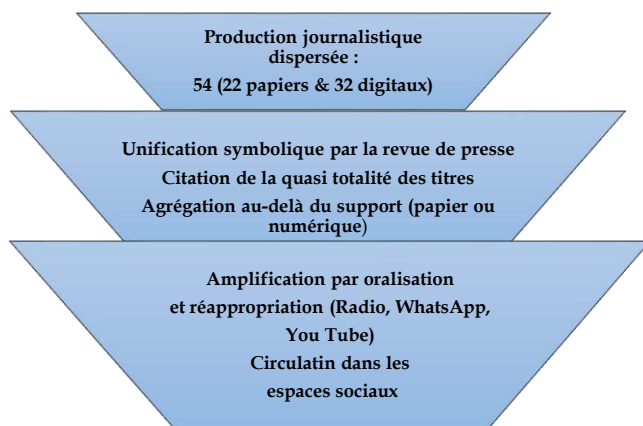 Production journalistique
dispersée :
54 (22 papiers & 32 digitaux)
Unification symbolique par la revue de presse
Citation de la quasi totalité des titres
Agrégation au-delà du support (papier ou
numérique)
Amplification par oralisation
et réappropriation (Radio, WhatsApp,
You Tube)
Circulatin dans les
espaces sociaux